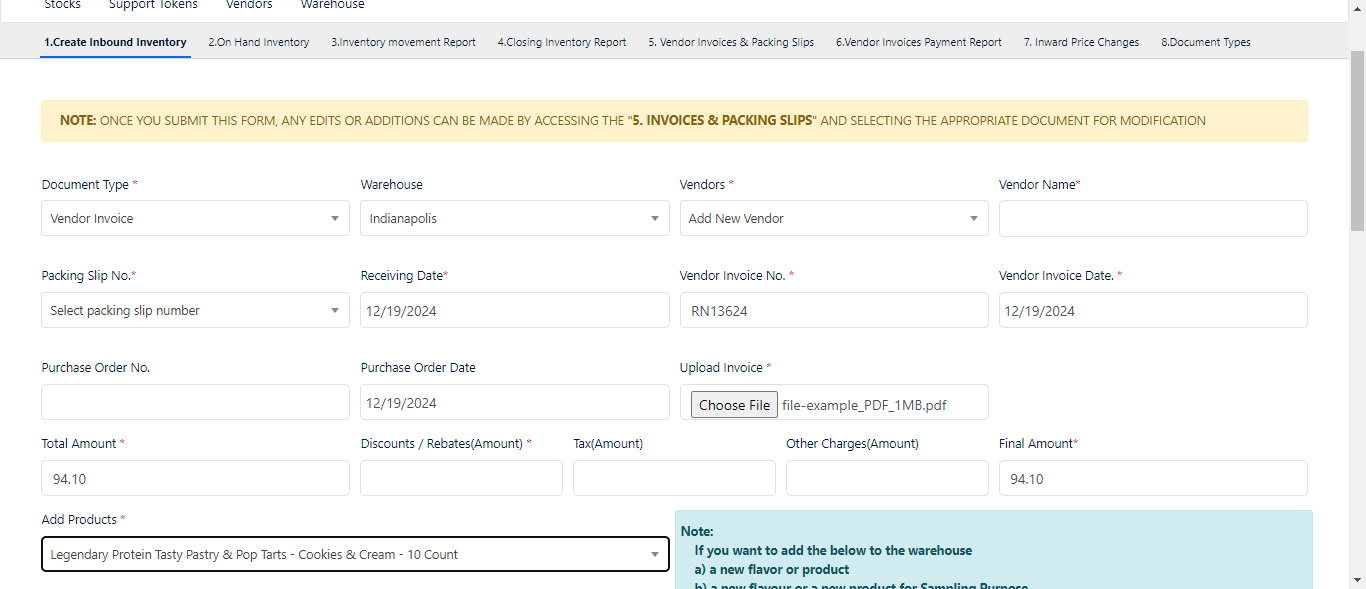 Stocks Support Tokens Vendors Warehouse
1.Create Inbound Inventory 2.On Hand Inventory 3.Inventory movement Report 4.Closing Inventory Report 5. Vendor Invoices & Packing Slips 6.Vendor Invoices Payment Report 7. Inward Price Changes 8.Document Types
NOTE: ONCE YOU SUBMIT THIS FORM, ANY EDITS OR ADDITIONS CAN BE MADE BY ACCESSING THE "5. INVOICES & PACKING SLIPS" AND SELECTING THE APPROPRIATE DOCUMENT FOR MODIFICATION
Document Type * Warehouse Vendors * Vendor Name*
Vendor Invoice Indianapolis Add New Vendor
Packing Slip No.* Receiving Date* Vendor Invoice No. * Vendor Invoice Date. *
Select packing slip number 12/19/2024 RN13624 12/19/2024
Purchase Order No. Purchase Order Date Upload Invoice *
12/19/2024 Choose File file-example_PDF_1MB.pdf
Total Amount * Discounts / Rebates(Amount) * Tax(Amount) Other Charges(Amount) Final Amount*
94.10 94.10
Add Products *
Legendary Protein Tasty Pastry & Pop Tarts - Cookies & Cream - 10 Count
Note:
If you want to add the below to the warehouse
a) a new flavor or product
b) a new flavour or a new product for Sampling Purpose